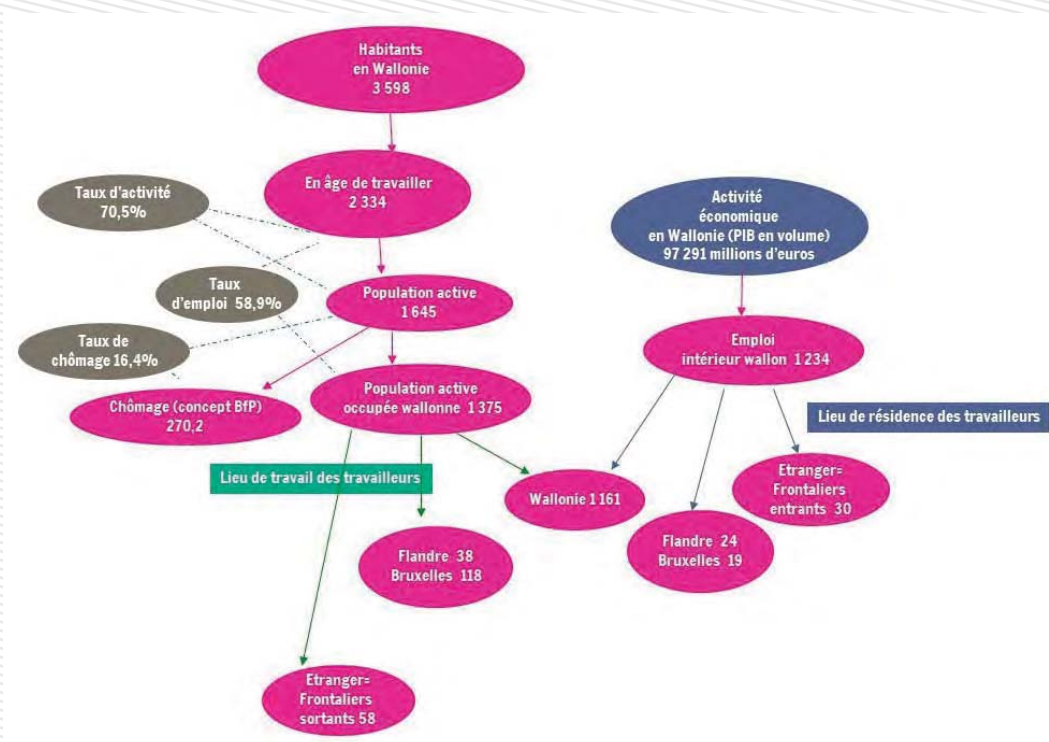 Habitants
en Wallonie
3 598
En âge de travailler
2 334
Taux d'activité
70,5%
Activité
économique
en Wallonie (PIB en volume)
97 291 millions d'euros
Taux
d'emploi 58,9%
Population active
1 645
Taux de
chômage 16,4%
Emploi
intérieur wallon 1 234
Chômage (concept BfP)
270,2
Population active
occupée wallonne 1 375
Lieu de résidence des travailleurs
Lieu de travail des travailleurs
Wallonie 1 161
Etranger=
Frontaliers
entrants 30
Flandre 38
Bruxelles 118
Flandre 24
Bruxelles 19
Etranger=
Frontaliers
sortants 58